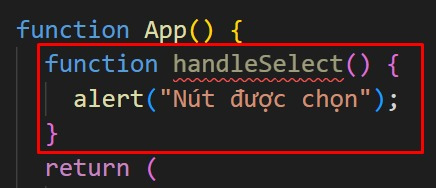 function App() {
function handleSelect() {
alert("Nút được chọn");
}
return (